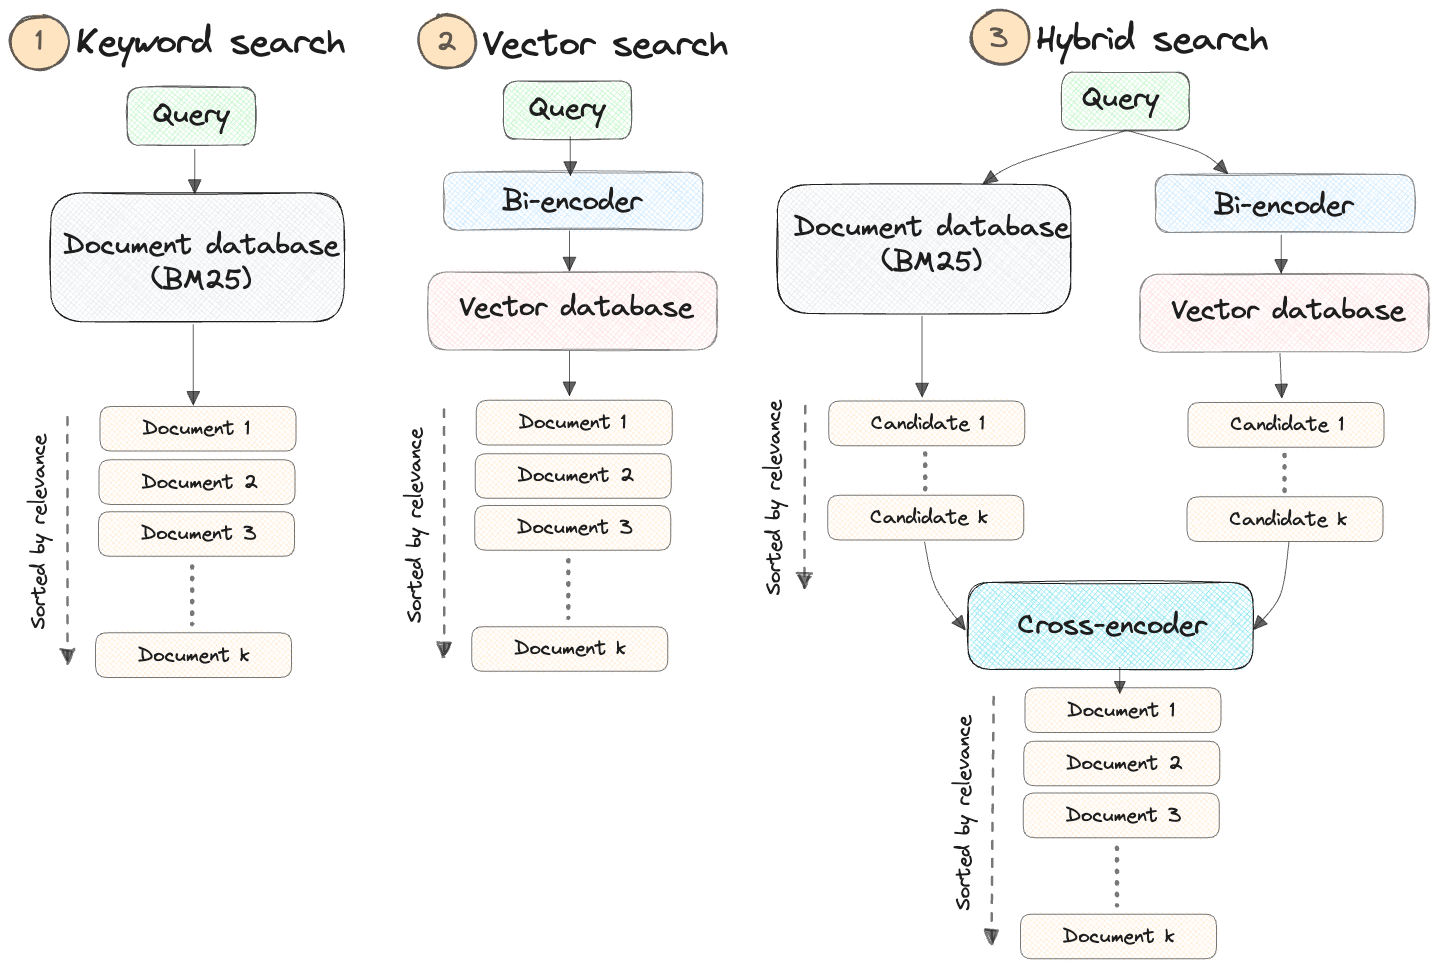 1 Keyword search
Query
Document database
(BM25)
Sorted by relevance
Document 1
Document 2
Document 3
Document k
2 Vector search
Query
Bi-encoder
Vector database
Sorted by relevance
Document 1
Document 2
Document 3
Document k
3 Hybrid search
Query
Document database
(BM25)
Bi-encoder
Vector database
Sorted by relevance
Candidate 1
Candidate k
Candidate 1
Candidate k
Cross-encoder
Sorted by relevance
Document 1
Document 2
Document 3
Document k